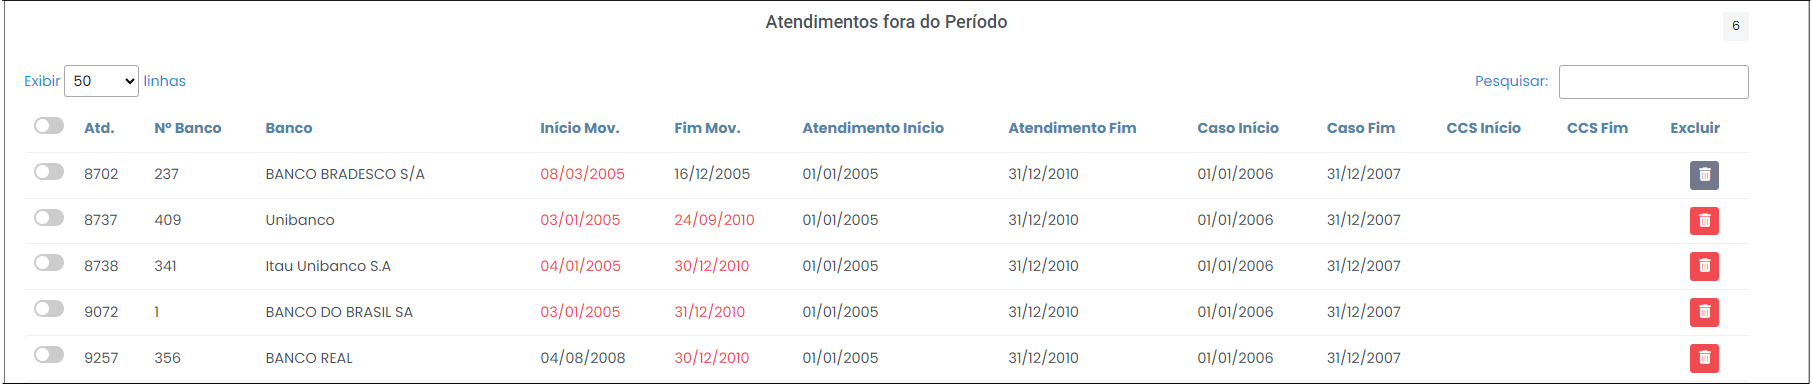 Atendimentos fora do Período
6
Exibir 50 linhas Pesquisar:
Atd. Nº Banco Banco Início Mov. Fim Mov. Atendimento Início Atendimento Fim Caso Início Caso Fim CCS Início CCS Fim Excluir
8702 237 BANCO BRADESCO S/A 08/03/2005 16/12/2005 01/01/2005 31/12/2010 01/01/2006 31/12/2007
8737 409 Unibanco 03/01/2005 24/09/2010 01/01/2005 31/12/2010 01/01/2006 31/12/2007
8738 341 Itau Unibanco S.A 04/01/2005 30/12/2010 01/01/2005 31/12/2010 01/01/2006 31/12/2007
9072 1 BANCO DO BRASIL SA 03/01/2005 31/12/2010 01/01/2005 31/12/2010 01/01/2006 31/12/2007
9257 356 BANCO REAL 04/08/2008 30/12/2010 01/01/2005 31/12/2010 01/01/2006 31/12/2007